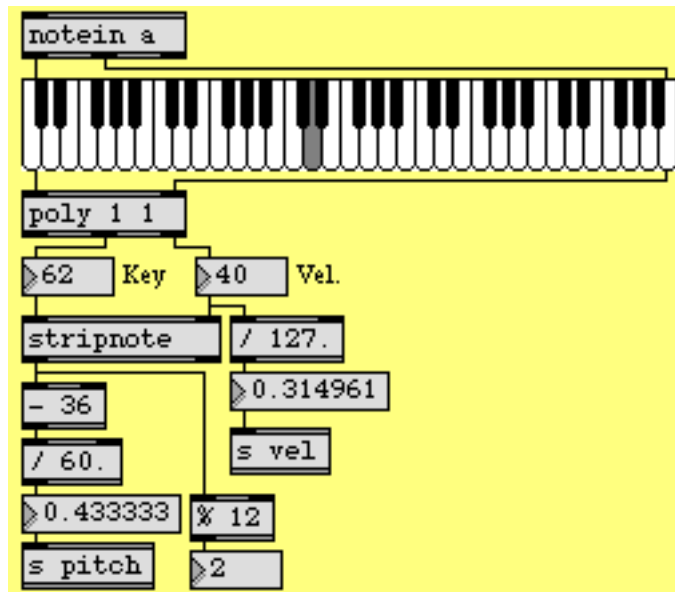 notein a
poly 1 1
62 Key 40 Vel.
stripnote / 127.
- 36 0.314961
/ 60. s vel
0.433333 % 12
s pitch 2